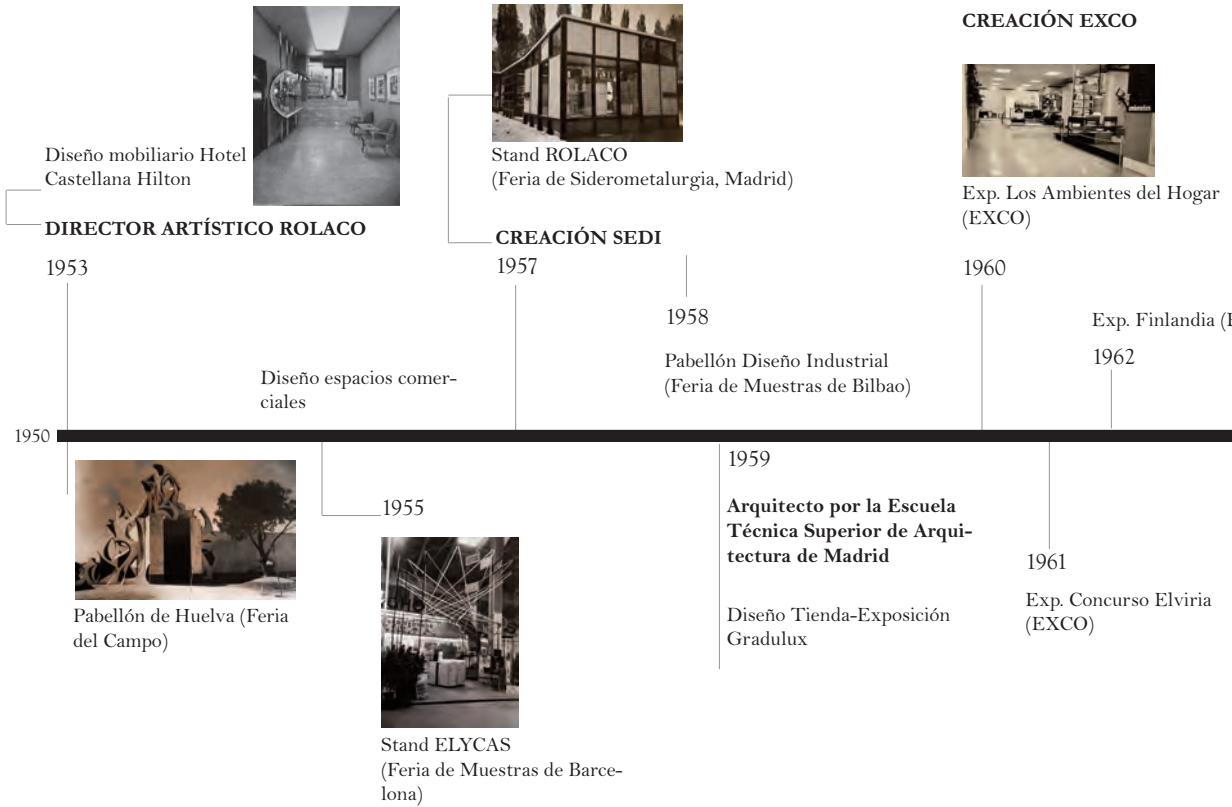 CREACIÓN EXCO
Diseño mobiliario Hotel
Castellana Hilton
DIRECTOR ARTÍSTICO ROLACO
1953
Stand ROLACO
(Feria de Siderometalurgia, Madrid)
CREACIÓN SEDI
1957
1958
Pabellón Diseño Industrial
(Feria de Muestras de Bilbao)
Exp. Los Ambientes del Hogar
(EXCO)
1960
Exp. Finlandia (
1962
Diseño espacios comer-
ciales
1950
Pabellón de Huelva (Feria
del Campo)
1955
Stand ELYCAS
(Feria de Muestras de Barce-
lona)
1959
Arquitecto por la Escuela
Técnica Superior de Arqui-
tectura de Madrid
Diseño Tienda-Exposición
Gradulux
1961
Exp. Concurso Elviria
(EXCO)